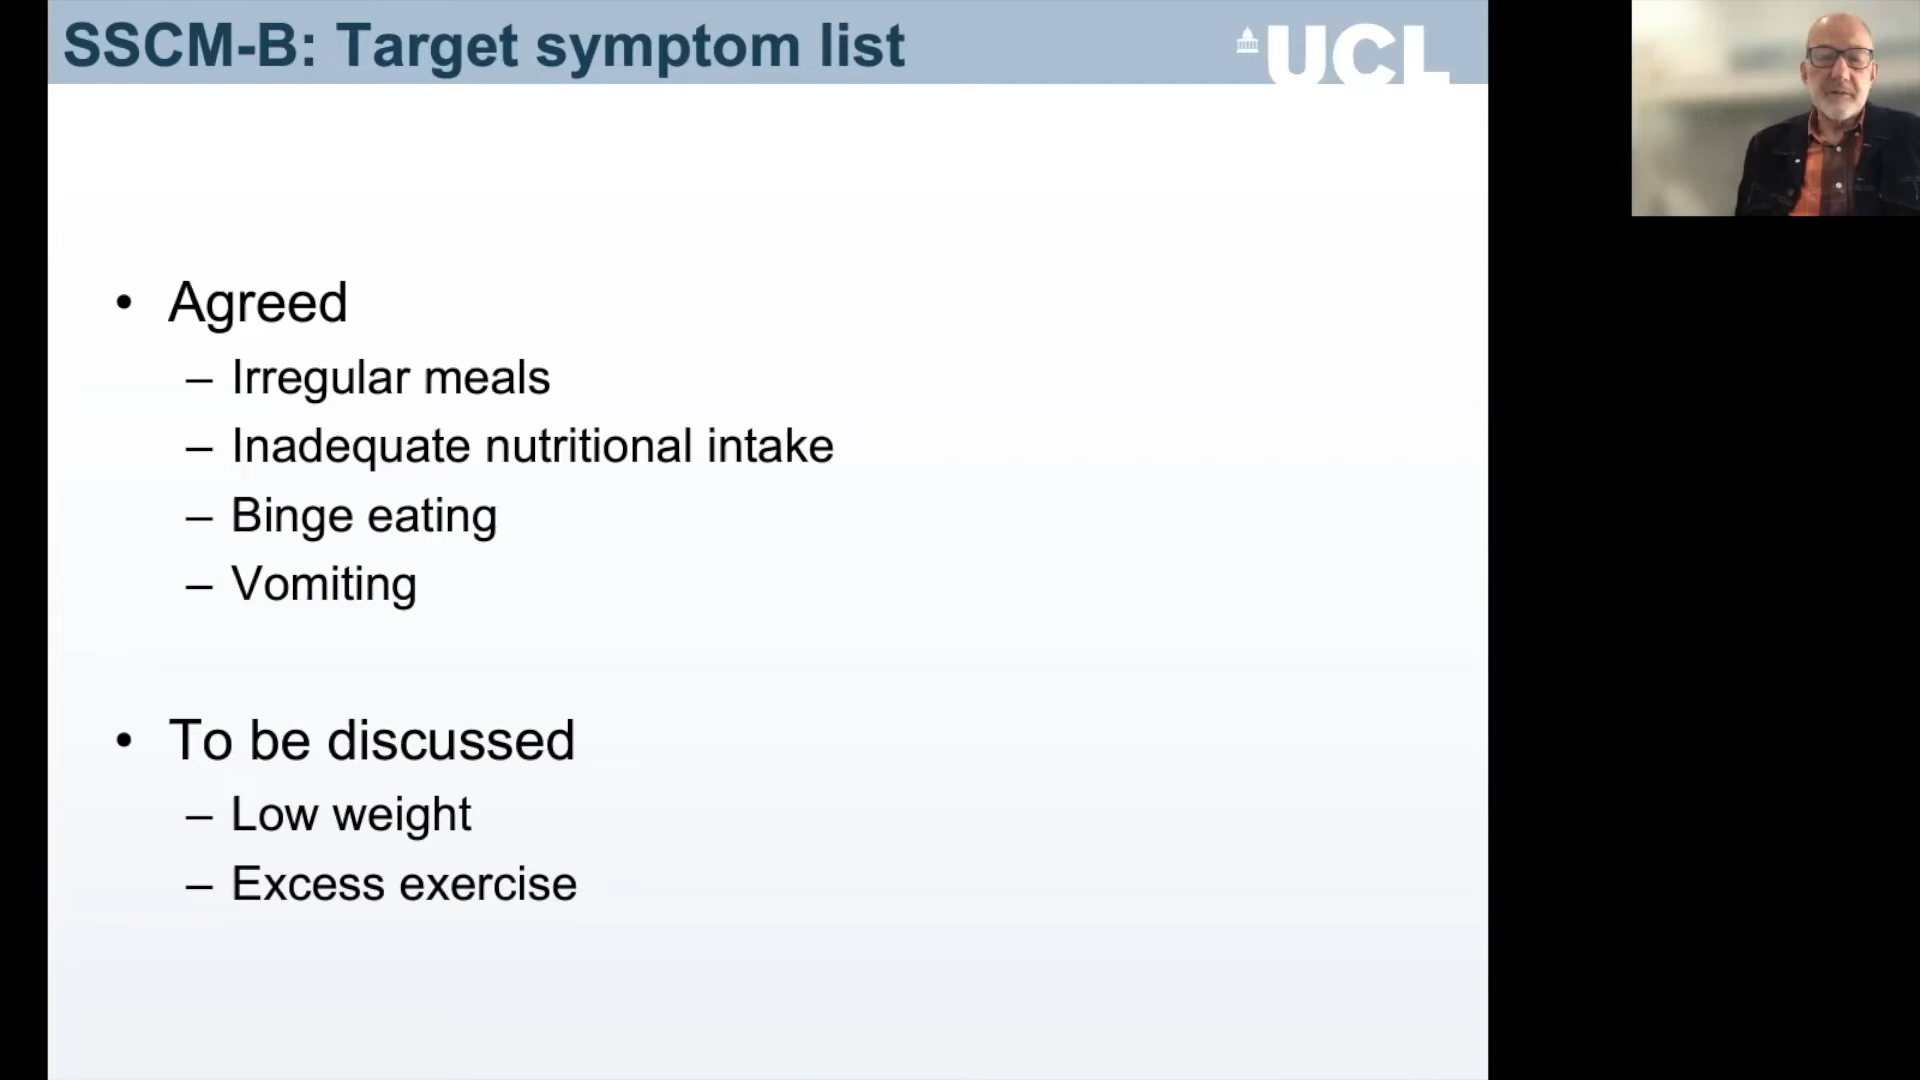 SSCM-B: Target symptom list
UCL
• Agreed
– Irregular meals
– Inadequate nutritional intake
– Binge eating
– Vomiting
• To be discussed
– Low weight
– Excess exercise